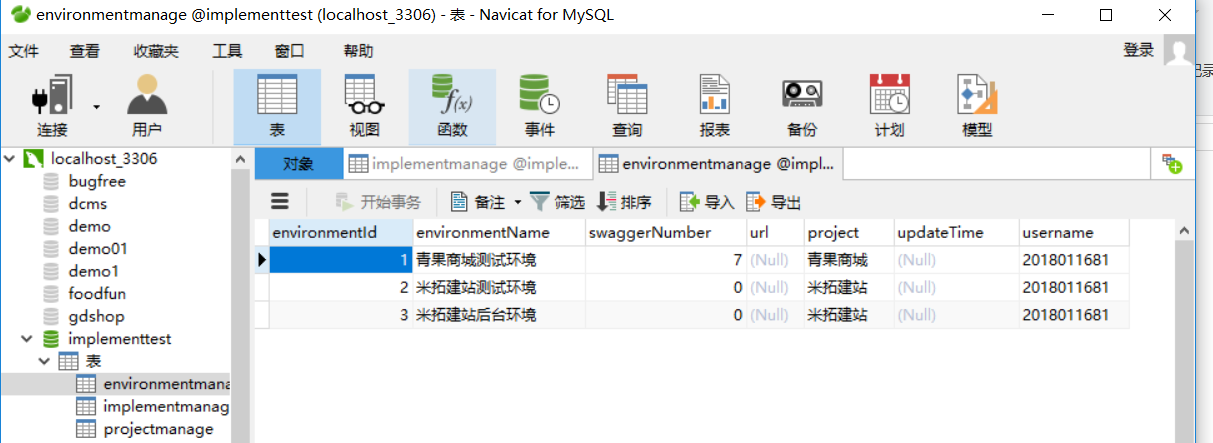 environmentmanage @implementtest (localhost_3306) - 表 - Navicat for MySQL
文件 查看 收藏夹 工具 窗口 帮助 登录
f(x)
连接 用户 表 视图 函数 事件 查询 报表 备份 计划 模型
记录
localhost_3306
bugfree
dcms
demo
demo01
demo1
foodfun
gdshop
implementtest
表
environmentmana
implementmanag
projectmanage
对象 implementmanage @imple... environmentmanage @impl...
开始事务 备注 筛选 排序 导入 导出
environmentId environmentName swaggerNumber url project updateTime username
1 青果商城测试环境 7 (Null) 青果商城 (Null) 2018011681
2 米拓建站测试环境 0 (Null) 米拓建站 (Null) 2018011681
3 米拓建站后台环境 0 (Null) 米拓建站 (Null) 2018011681